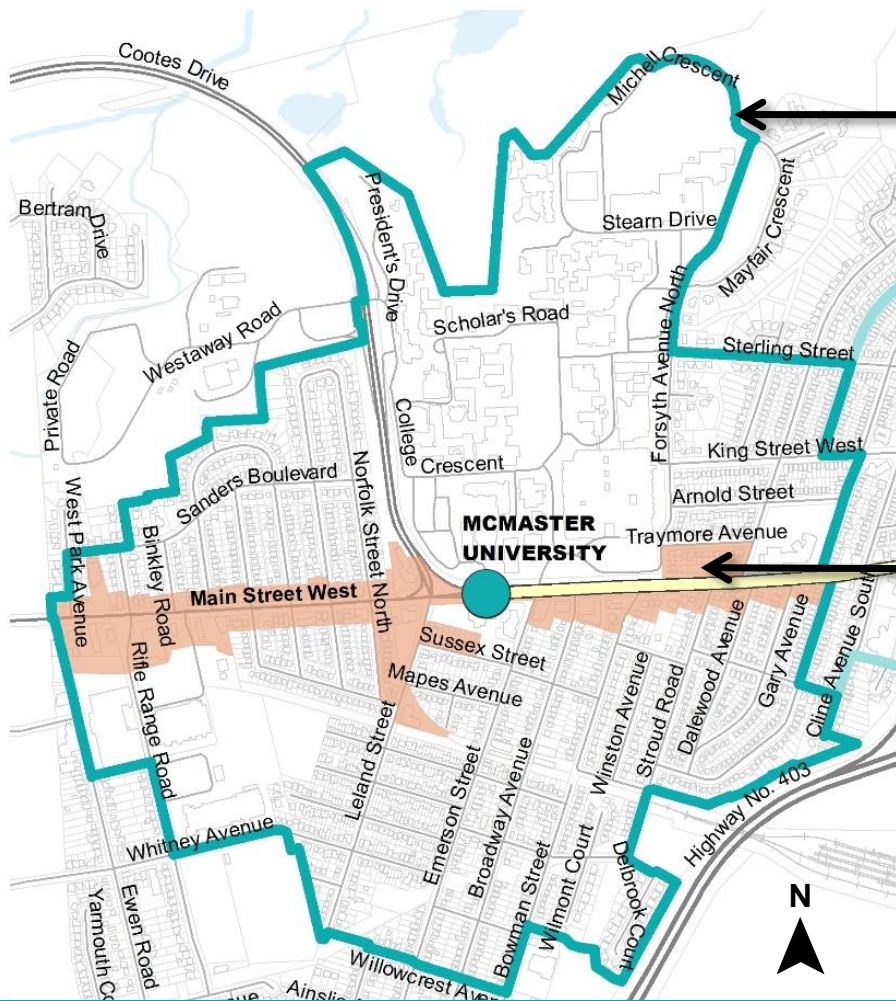 Cootes Drive
Michell Crescent
Bertram Drive
President's Drive
Stearn Drive
Mayfair Crescent
Scholar's Road
Forsyth Avenue North
Sterling Street
Westaway Road
Private Road
College
Crescent
King Street West
Sanders Boulevard
Norfolk Street North
Arnold Street
West Park Avenue
Binkley Road
MCMASTER
UNIVERSITY
Traymore Avenue
Main Street West
Sussex Street
Mapes Avenue
Rifle Range Road
Leland Street
Emerson Street
Broadway Avenue
Winston Avenue
Stroud Road
Dalewood Avenue
Gary Avenue
Cline Avenue South
Highway No. 403
Whitney Avenue
Bowman Street
Wilmont Court
Delbrook Court
Ewen Road
Yarmouth
Willowcrest
N